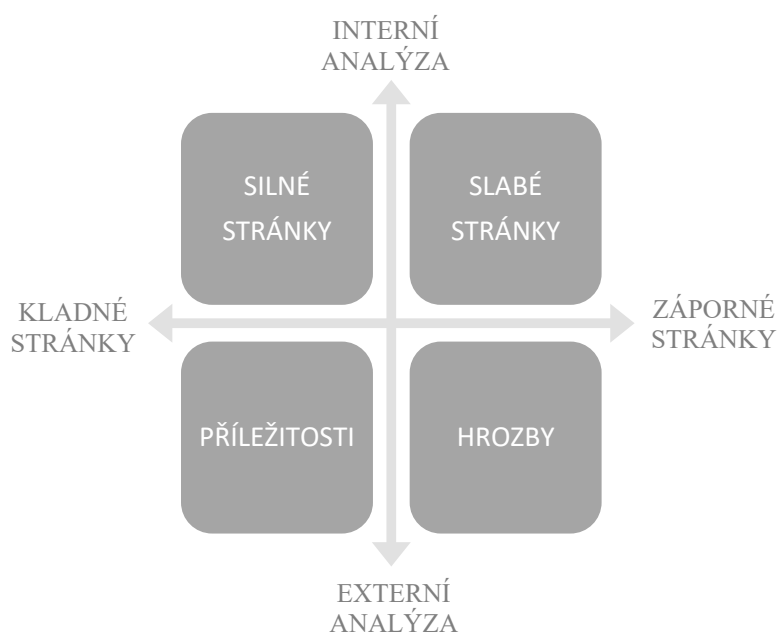 INTERNÍ
ANALÝZA
SILNÉ
STRÁNKY
SLABÉ
STRÁNKY
KLADNÉ
STRÁNKY
ZÁPORNÉ
STRÁNKY
PŘÍLEŽITOSTI
HROZBY
EXTERNÍ
ANALÝZA